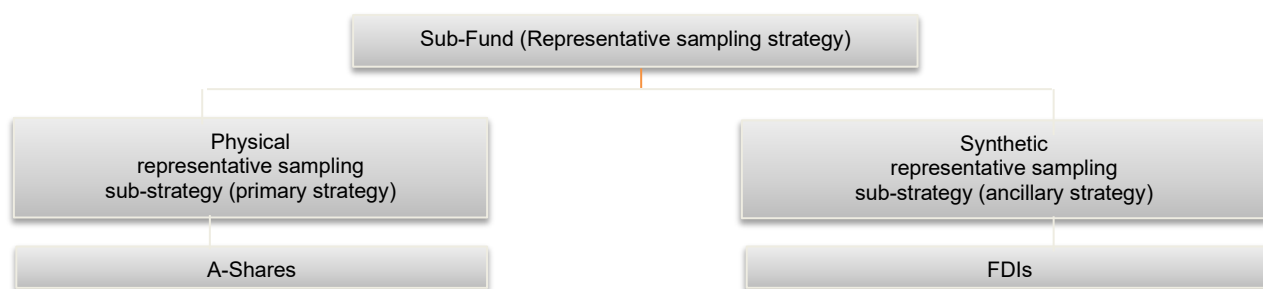 Sub-Fund (Representative sampling strategy)
Physical
representative sampling
sub-strategy (primary strategy)
Synthetic
representative sampling
sub-strategy (ancillary strategy)
A-Shares
FDIs